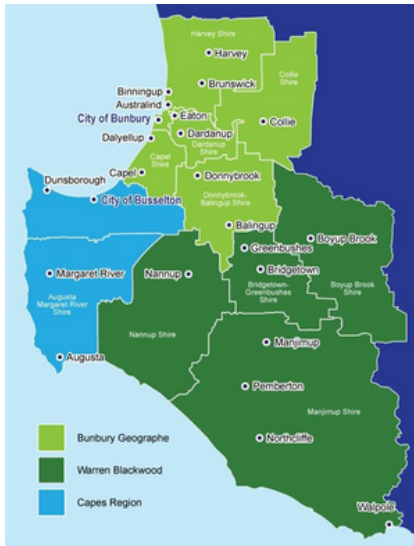 Harvey Shire
Harvey
Collie
Shire
Brunswick
Binningup
Australind
City of Bunbury
Eaton
Collie
Dardanup
Dardanup
Shire
Dalyellup
Capel
Shire
Capel
Donnybrook
Dunsborough
City of Busselton
Donnybrook-
Balingup Shire
Balingup
Boyup Brook
Greenbushes
Margaret River
Nannup
Bridgetown
Bridgetown-
Greenbushes
Shire
Boyup Brook
Shire
Augusta
Margaret River
Shire
Nannup Shire
Manjimup
Augusta
Pemberton
Manjimup Shire
Bunbury Geographe
Northcliffe
Warren Blackwood
Capes Region
Walpole